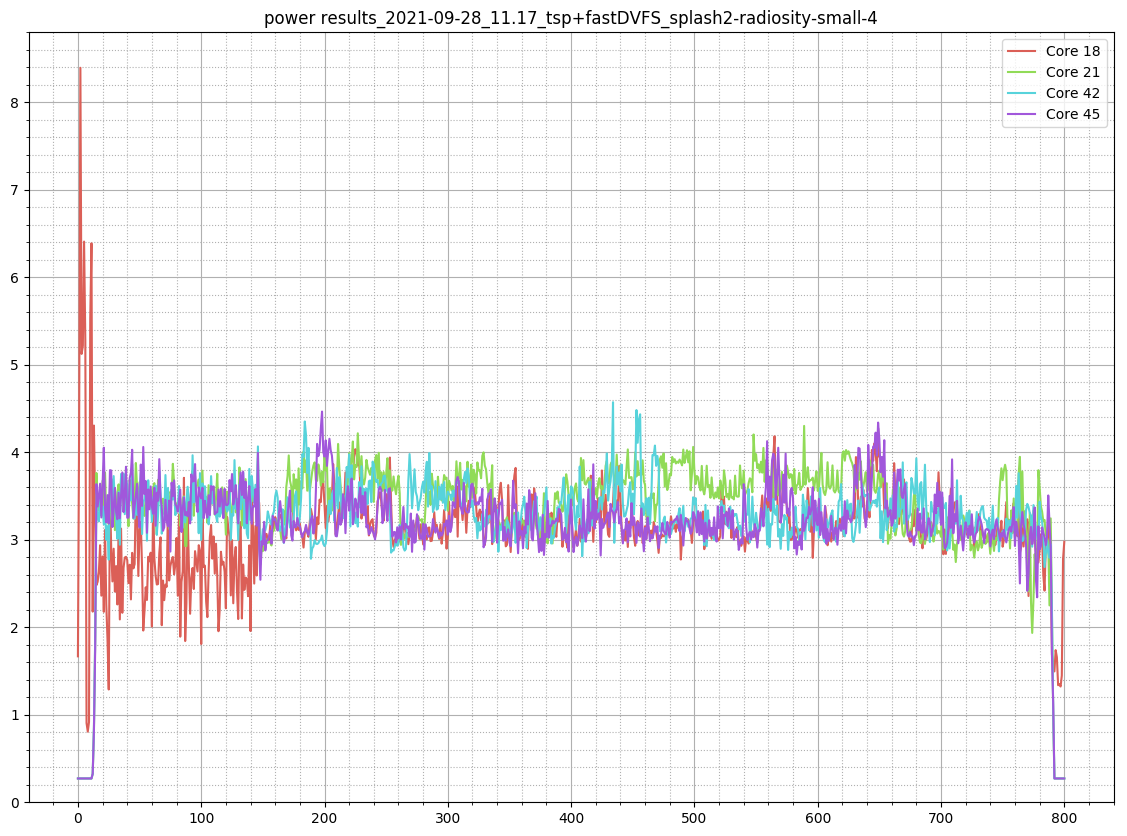 power results_2021-09-28_11.17_tsp+fastDVFS_splash2-radiosity-small-4
Core 18
Core 21
Core 42
Core 45
8
7
6
5
4
3
2
1
0
0 100 200 300 400 500 600 700 800